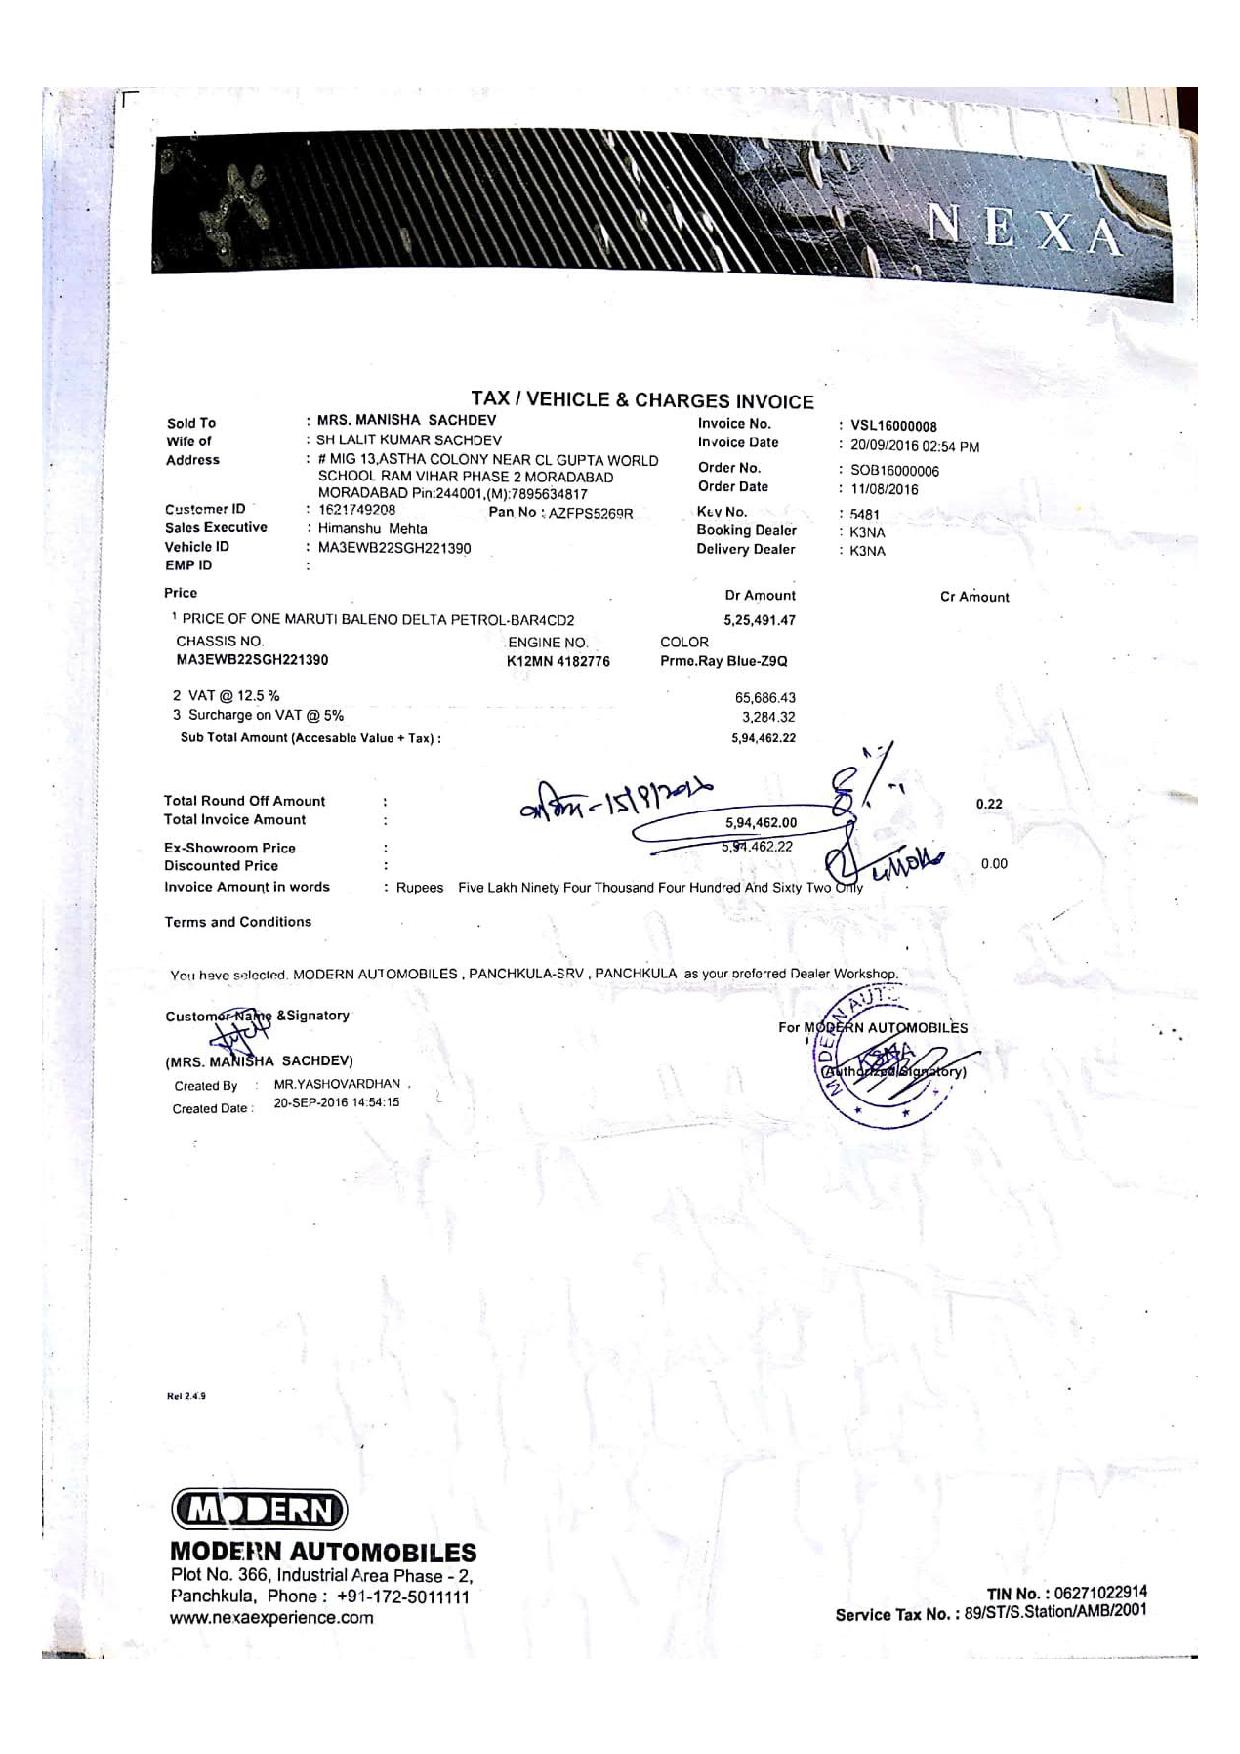 NEXA
TAX / VEHICLE & CHARGES INVOICE
Sold To : MRS. MANISHA SACHDEV Invoice No. : VSL16000008
Wife of : SH LALIT KUMAR SACHDEV Invoice Date : 20/09/2016 02:54 PM
Address : # MIG 13,ASTHA COLONY NEAR CL GUPTA WORLD
SCHOOL RAM VIHAR PHASE 2 MORADABAD Order No. : SOB16000006
MORADABAD Pin:244001,(M):7895634817 Order Date : 11/08/2016
Customer ID : 1621749208 Pan No : AZFPS5269R Key No. : 5481
Sales Executive : Himanshu Mehta Booking Dealer : K3NA
Vehicle ID : MA3EWB22SGH221390 Delivery Dealer : K3NA
EMP ID :
Price Dr Amount Cr Amount
1 PRICE OF ONE MARUTI BALENO DELTA PETROL-BAR4CD2 5,25,491.47
CHASSIS NO. ENGINE NO. COLOR
MA3EWB22SGH221390 K12MN 4182776 Prme.Ray Blue-Z9Q
2 VAT @ 12.5 % 65,686.43
3 Surcharge on VAT @ 5% 3,284.32
Sub Total Amount (Accesable Value + Tax) : 5,94,462.22
8%
Total Round Off Amount : 0.22
Total Invoice Amount : 5,94,462.00
Ex-Showroom Price : 5,94,462.22
Discounted Price : 0.00
Invoice Amount in words : Rupees Five Lakh Ninety Four Thousand Four Hundred And Sixty Two Only
Terms and Conditions
You have selected. MODERN AUTOMOBILES , PANCHKULA-SRV , PANCHKULA as your preferred Dealer Workshop.
Customer Name &Signatory
For MODERN AUTOMOBILES
MODERN AUTO
(MRS. MANISHA SACHDEV) (Authorized Signatory)
Created By : MR.YASHOVARDHAN .
Created Date : 20-SEP-2016 14:54:15
Rel 2.4.9
MODERN
MODERN AUTOMOBILES
Plot No. 366, Industrial Area Phase - 2,
Panchkula, Phone : +91-172-5011111
www.nexaexperience.com
TIN No. : 06271022914
Service Tax No. : 89/ST/S.Station/AMB/2001